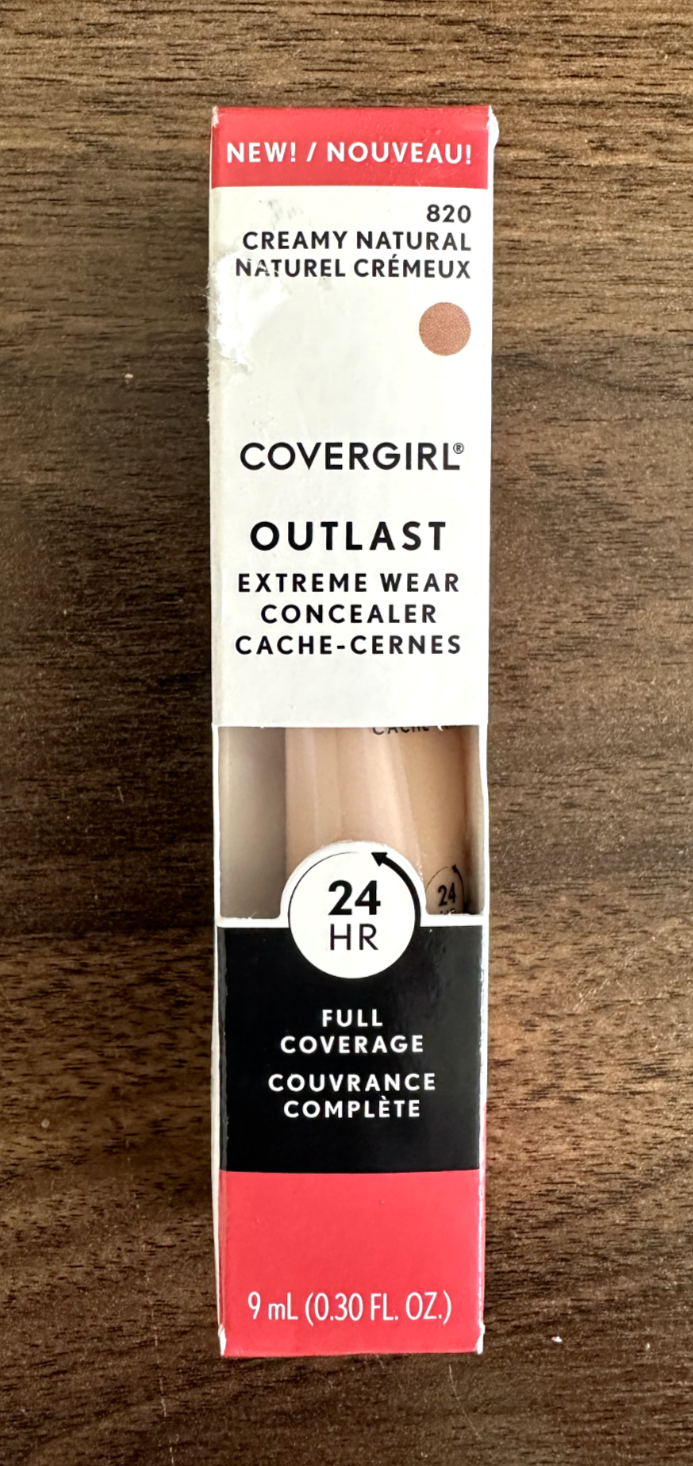 NEW! / NOUVEAU!
820
CREAMY NATURAL
NATUREL CRÉMEUX
COVERGIRL®
OUTLAST
EXTREME WEAR
CONCEALER
CACHE-CERNES
24
HR
24
FULL
COVERAGE
COUVRANCE
COMPLÈTE
9 mL (0.30 FL. OZ.)